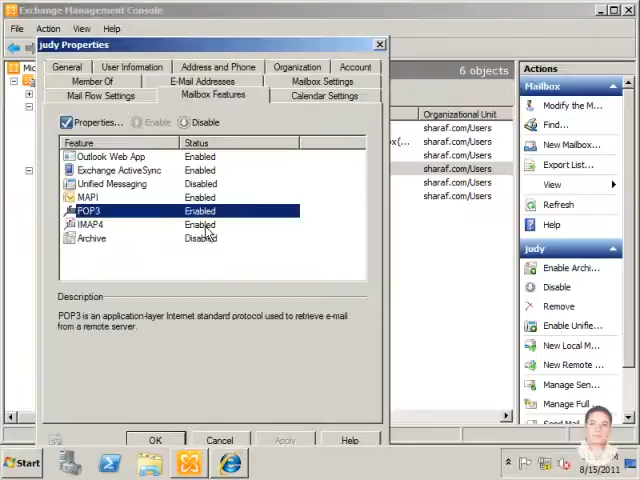 Exchange Management Console
File Action View Help
judy Properties
General User Information Address and Phone Organization Account
Member Of E-Mail Addresses Mailbox Settings
Mail Flow Settings Mailbox Features Calendar Settings
Properties... Enable Disable
Feature Status
Outlook Web App Enabled
Exchange ActiveSync Enabled
Unified Messaging Disabled
MAPI Enabled
POP3 Enabled
IMAP4 Enabled
Archive Disabled
Description
POP3 is an application-layer Internet standard protocol used to retrieve e-mail
from a remote server.
OK Cancel Apply Help
6 objects
Organizational Unit
sharaf.com/Users
sharaf.com/Users
sharaf.com/Users
sharaf.com/Users
sharaf.com/Users
sharaf.com/Users
Actions
Mailbox
Modify the M...
Find...
New Mailbox...
Export List...
View
Refresh
Help
judy
Enable Archi...
Disable
Remove
Enable Unifie...
New Local M...
New Remote ...
Manage Sen...
Manage Full ...
Start
8/15/2011